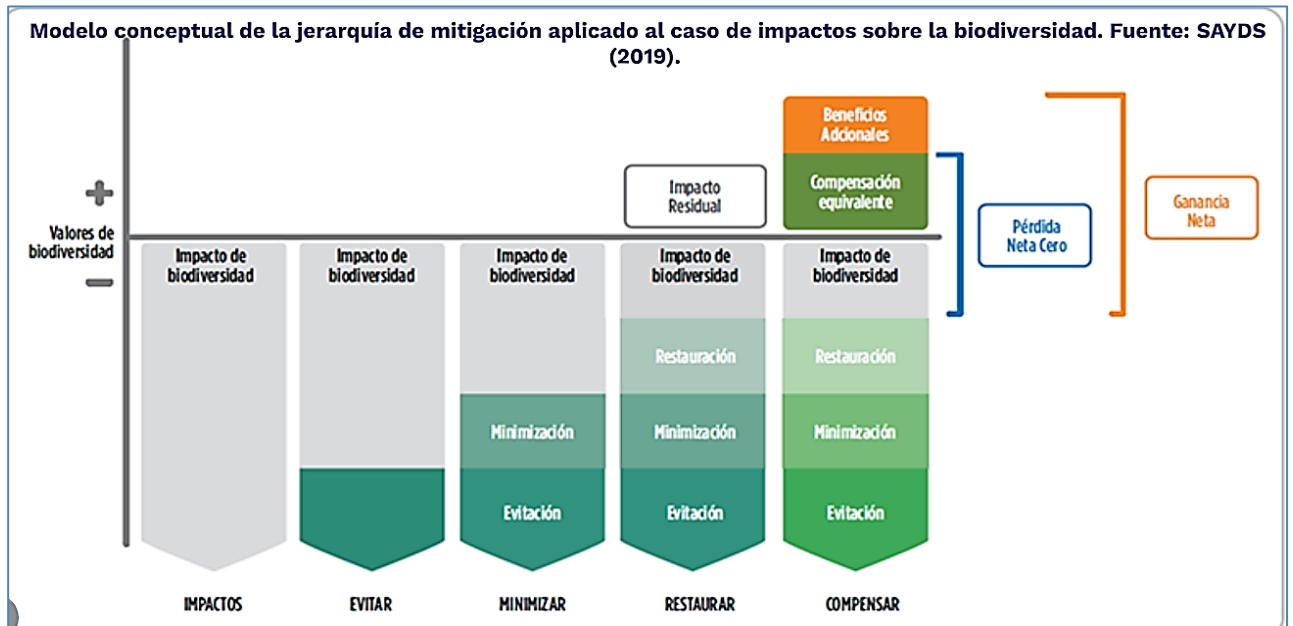 Modelo conceptual de la jerarquía de mitigación aplicado al caso de impactos sobre la biodiversidad. Fuente: SAYDS
(2019).
Beneficios
Adcionales
Impacto
Residual
Compensación
equivalente
Ganancia
Neta
Pérdida
Neta Cero
+
Valores de
biodiversidad
−
Impacto de
biodiversidad
Impacto de
biodiversidad
Impacto de
biodiversidad
Impacto de
biodiversidad
Impacto de
biodiversidad
Restauración
Restauración
Minimización
Minimización
Minimización
Evitación
Evitación
Evitación
IMPACTOS
EVITAR
MINIMIZAR
RESTAURAR
COMPENSAR